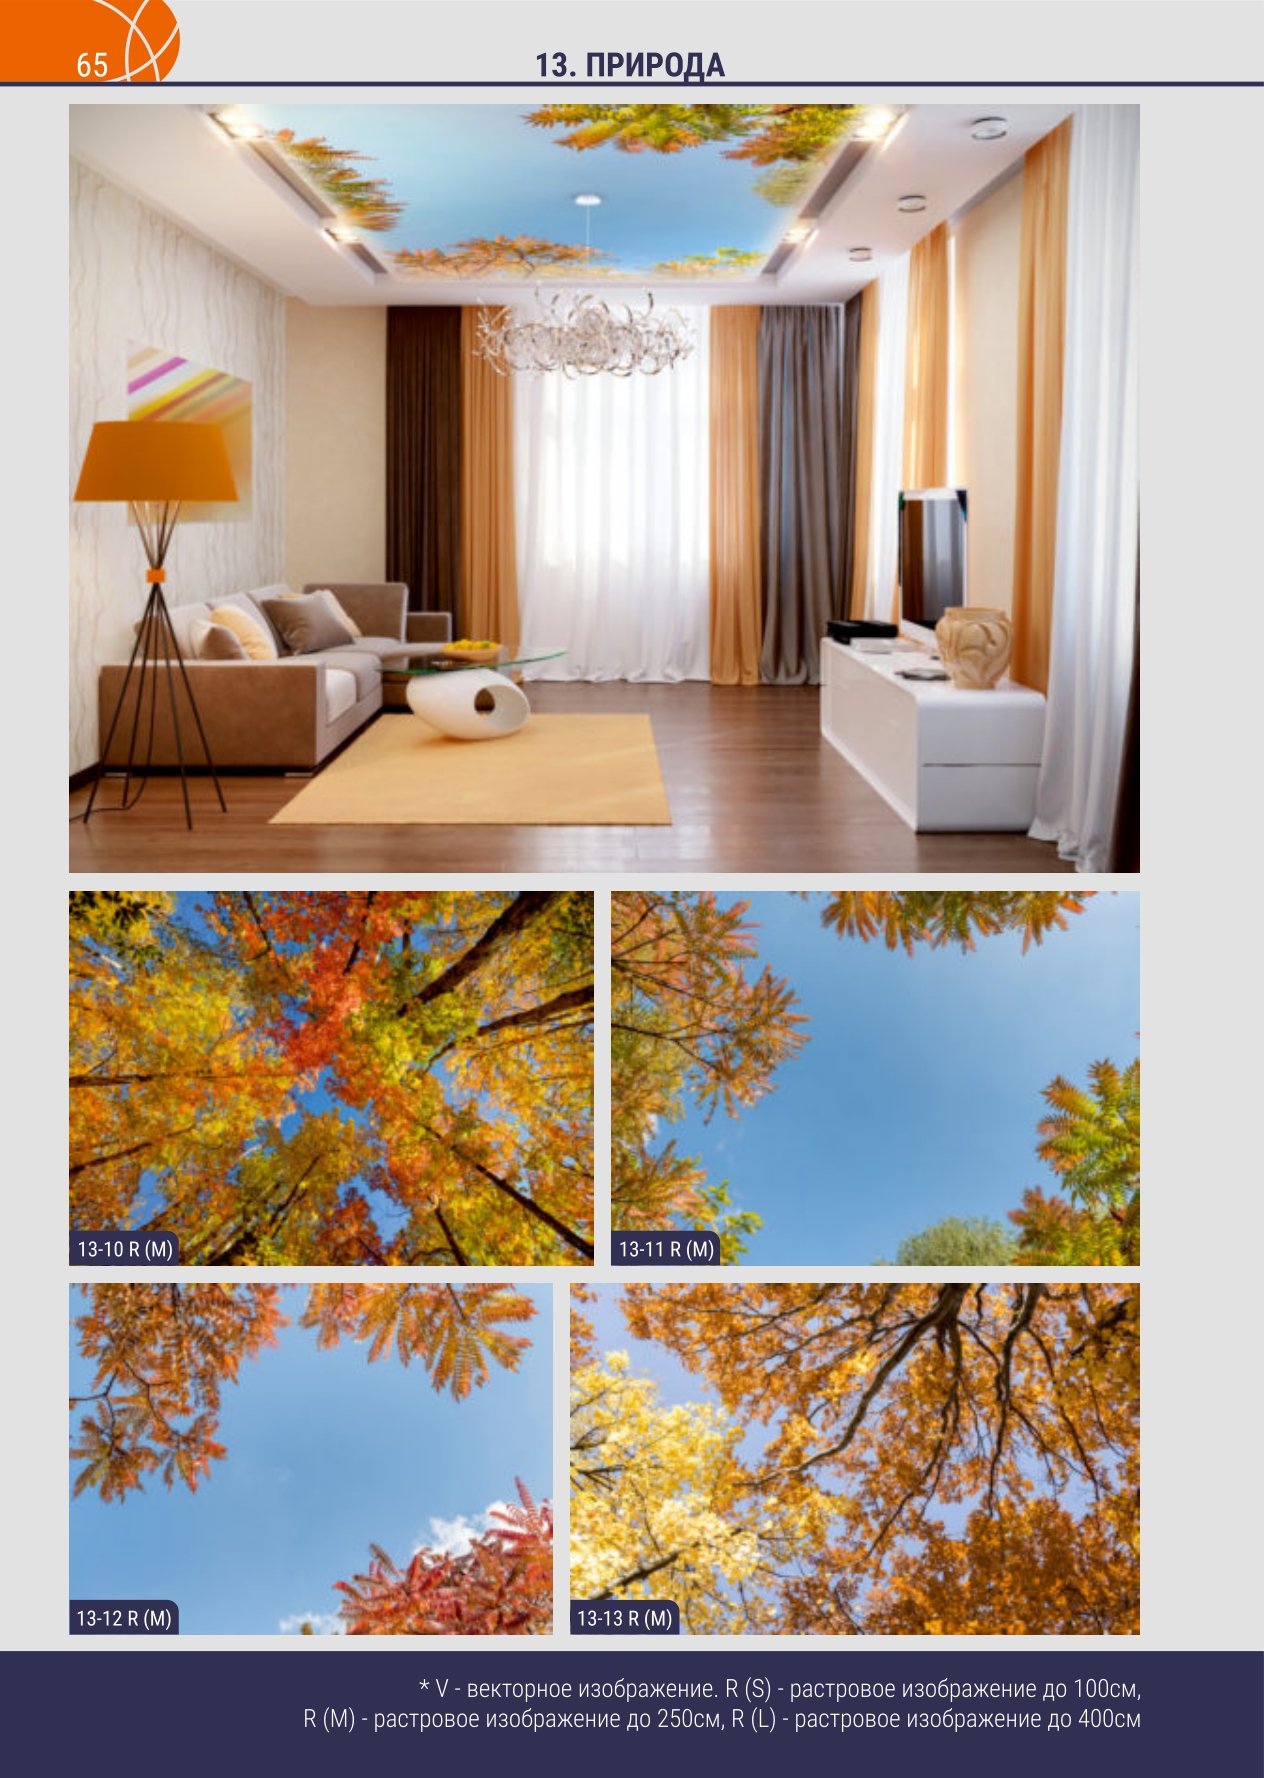 65
13. ПРИРОДА
13-10 R (M)
13-11 R (M)
13-12 R (M)
13-13 R (M)
* V - векторное изображение. R (S) - растровое изображение до 100см,
R (M) - растровое изображение до 250см, R (L) - растровое изображение до 400см